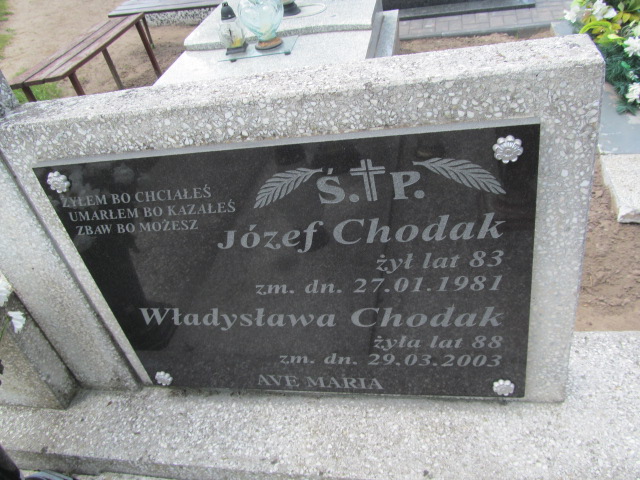 ŻYŁEM BO CHCIAŁEŚ
UMARŁEM BO KAZAŁEŚ
ZBAW BO MOŻESZ
Ś.†P.
Józef Chodak
żył lat 83
zm. dn. 27.01.1981
Władysława Chodak
żyła lat 88
zm. dn. 29.03.2003
AVE MARIA